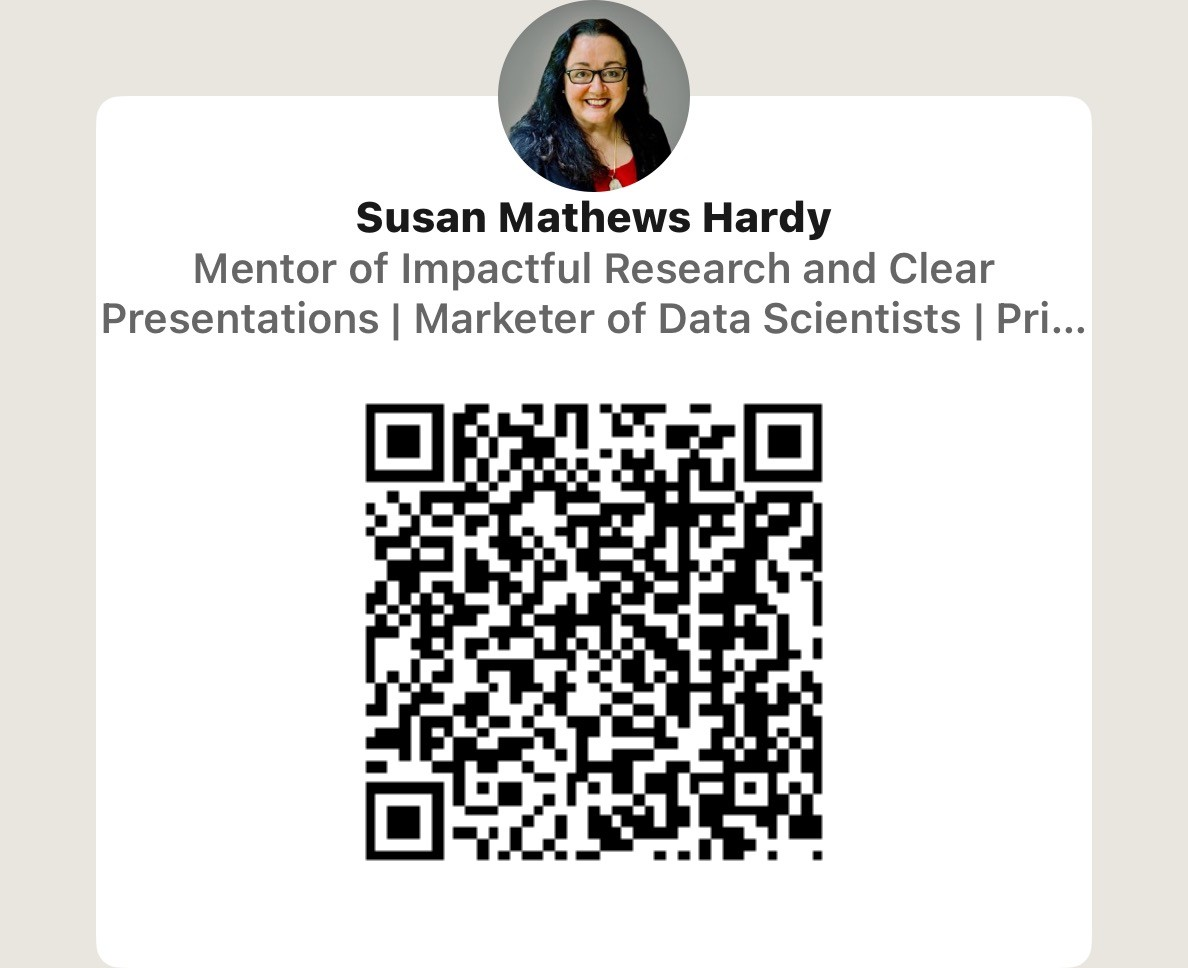 Susan Mathews Hardy
Mentor of Impactful Research and Clear
Presentations | Marketer of Data Scientists | Pri...